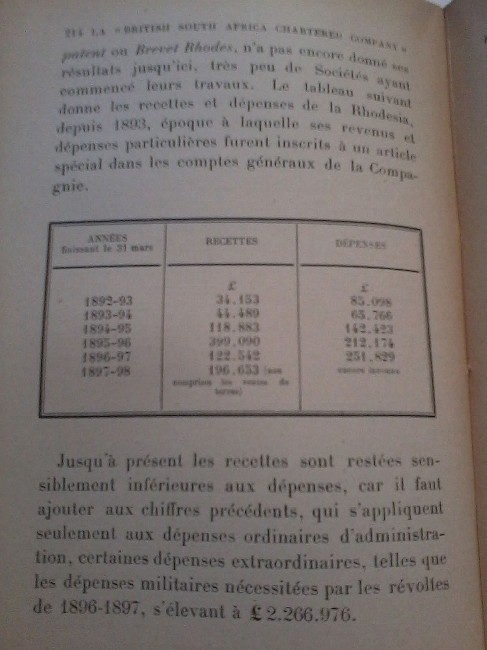 214 LA "BRITISH SOUTH AFRICA CHARTERED COMPANY"
patent ou Brevet Rhodes, n'a pas encore donné ses
résultats jusqu'ici, très peu de Sociétés ayant
commencé leurs travaux. Le tableau suivant
donne les recettes et dépenses de la Rhodesia,
depuis 1893, époque à laquelle ses revenus et
dépenses particulières furent inscrits à un article
spécial dans les comptes généraux de la Compa-
gnie.
ANNÉES RECETTES DÉPENSES
finissant le 31 mars
£ £
1892-93 34.153 85.098
1893-94 44.489 65.766
1894-95 118.883 142.423
1895-96 399.090 212.174
1896-97 122.542 251.829
1897-98 196.653 (non encore inconnu
comprises les ventes de
terres)
Jusqu'à présent les recettes sont restées sen-
siblement inférieures aux dépenses, car il faut
ajouter aux chiffres précédents, qui s'appliquent
seulement aux dépenses ordinaires d'administra-
tion, certaines dépenses extraordinaires, telles que
les dépenses militaires nécessitées par les révoltes
de 1896-1897, s'élevant à £ 2.266.976.